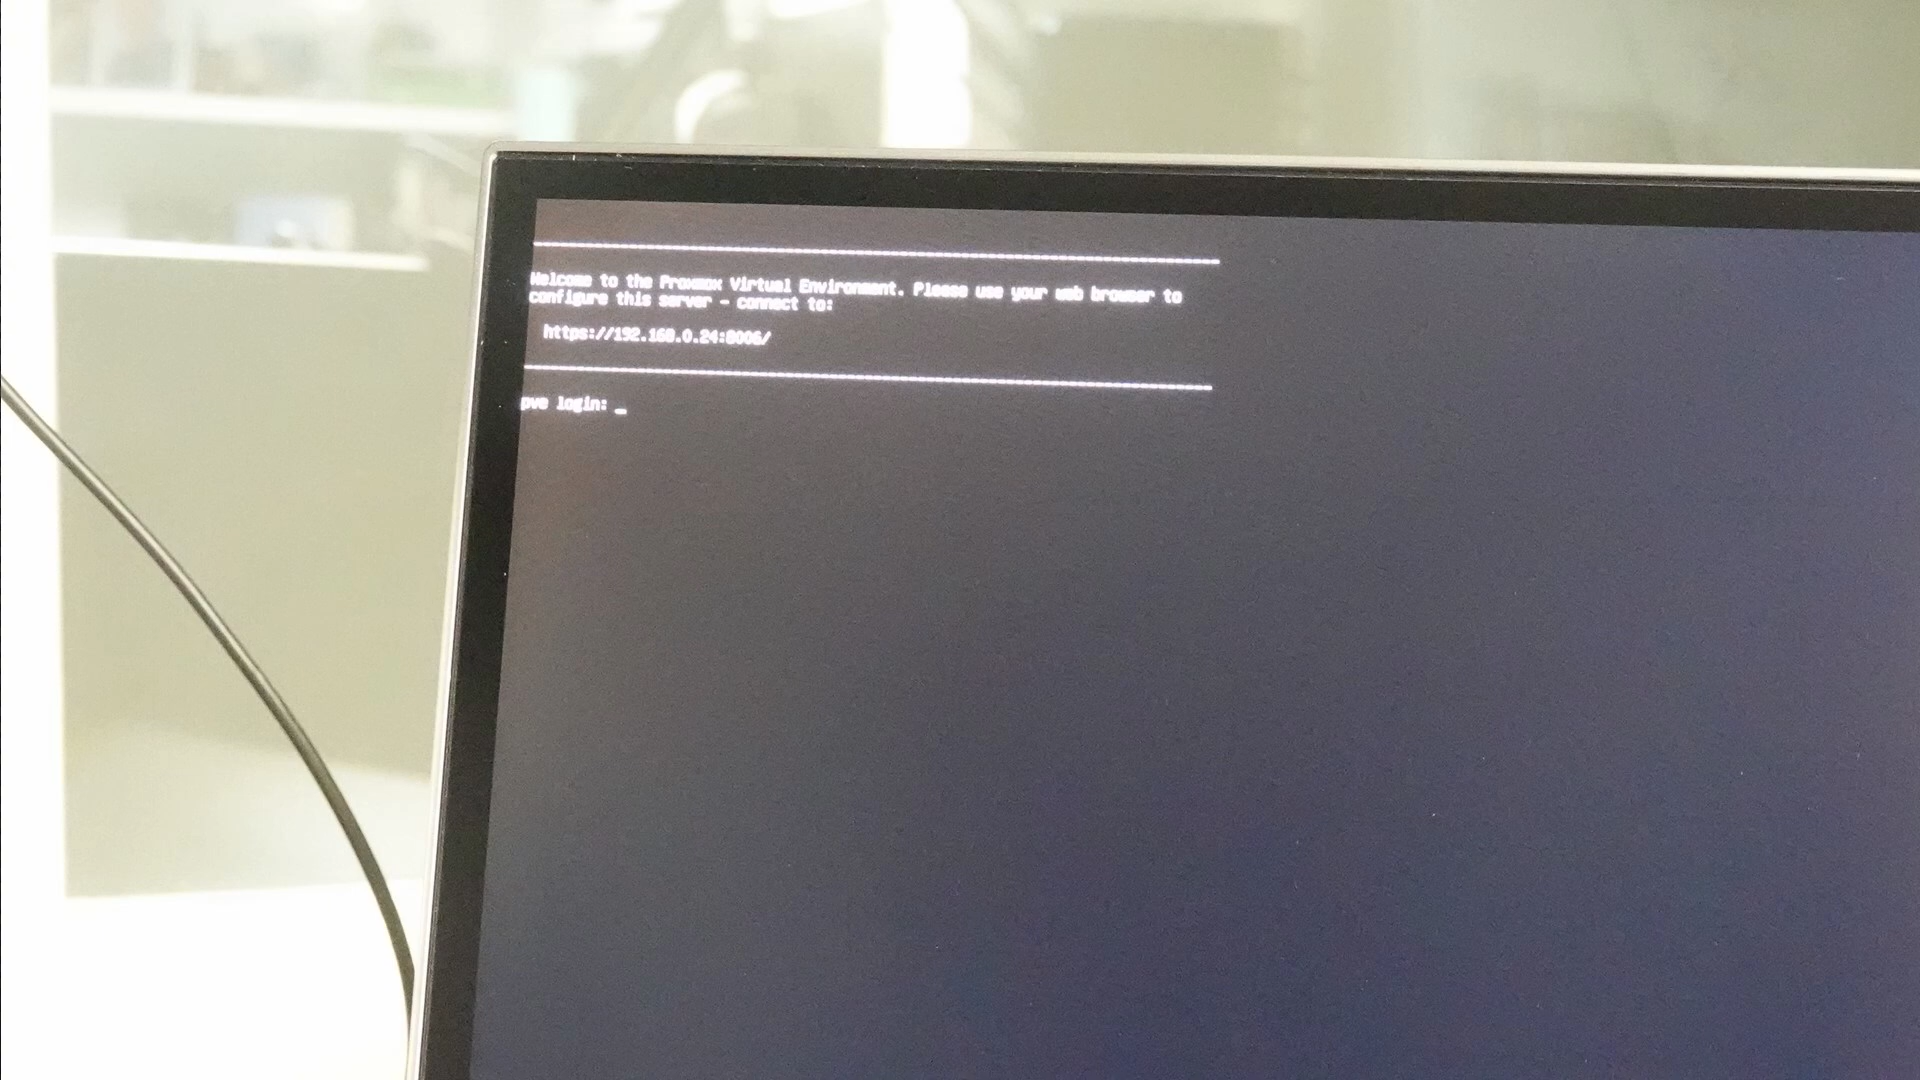 Welcome to the Proxmox Virtual Environment. Please use your web browser to
configure this server - connect to:
https://192.168.0.24:8006/
pve login: _